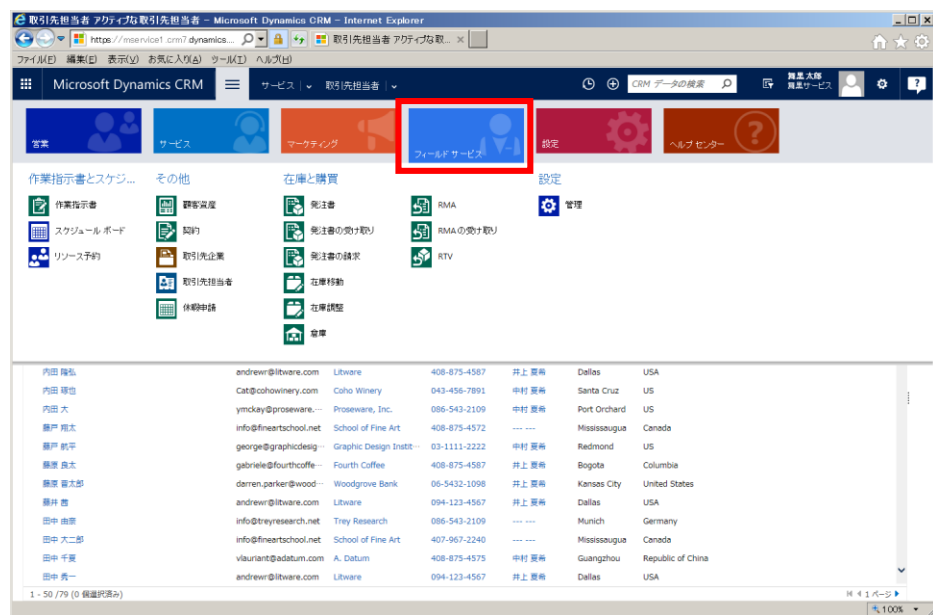 取引先担当者 アクティブな取引先担当者 - Microsoft Dynamics CRM - Internet Explorer
https://mservice1.crm7.dynamics... 取引先担当者 アクティブな取... ×
ファイル(F) 編集(E) 表示(V) お気に入り(A) ツール(T) ヘルプ(H)
Microsoft Dynamics CRM サービス 取引先担当者 CRM データの検索 舞黒太郎
舞黒サービス
営業 サービス マーケティング フィールド サービス 設定 ヘルプ センター
作業指示書とスケジ... その他 在庫と購買 設定
作業指示書 顧客資産 発注書 RMA 管理
スケジュール ボード 契約 発注書の受け取り RMAの受け取り
リソース予約 取引先企業 発注書の請求 RTV
取引先担当者 在庫移動
休暇申請 在庫調整
倉庫
内田 隆弘 andrewr@litware.com Litware 408-875-4587 井上 夏希 Dallas USA
内田 琢也 Cat@cohowinery.com Coho Winery 043-456-7891 中村 夏希 Santa Cruz US
内田 大 ymckay@proseware.… Proseware, Inc. 086-543-2109 中村 夏希 Port Orchard US
藤戸 翔太 info@fineartschool.net School of Fine Art 408-875-4572 --- --- Mississaugua Canada
藤戸 航平 george@graphicdesig… Graphic Design Instit… 03-1111-2222 中村 夏希 Redmond US
藤原 良太 gabriele@fourthcoffe… Fourth Coffee 408-875-4587 井上 夏希 Bogota Columbia
藤原 晋太郎 darren.parker@wood… Woodgrove Bank 06-5432-1098 井上 夏希 Kansas City United States
藤井 茜 andrewr@litware.com Litware 094-123-4567 井上 夏希 Dallas USA
田中 由奈 info@treyresearch.net Trey Research 086-543-2109 --- --- Munich Germany
田中 大二郎 info@fineartschool.net School of Fine Art 407-967-2240 --- --- Mississaugua Canada
田中 千夏 vlauriant@adatum.com A. Datum 408-875-4575 中村 夏希 Guangzhou Republic of China
田中 秀一 andrewr@litware.com Litware 094-123-4567 井上 夏希 Dallas USA
1 - 50 /79 (0 個選択済み) 1 ページ
100%